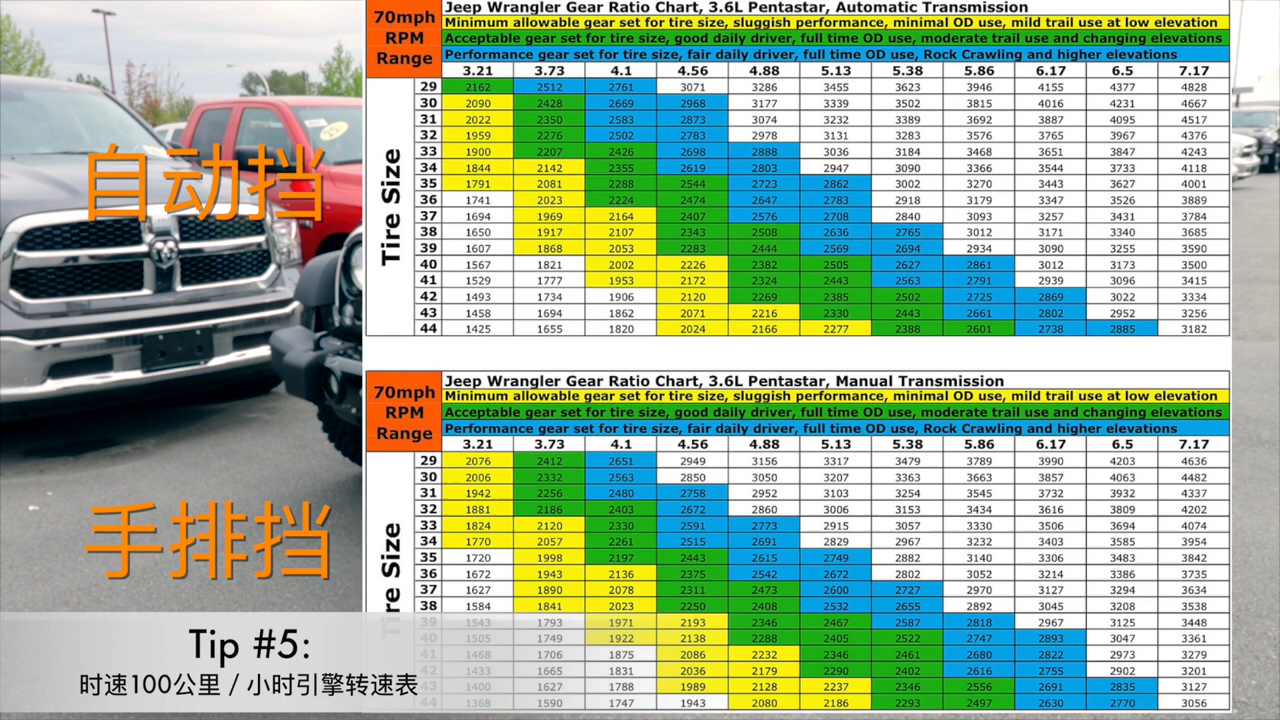 自动挡
70mph
RPM
Range
Jeep Wrangler Gear Ratio Chart, 3.6L Pentastar, Automatic Transmission
Minimum allowable gear set for tire size, sluggish performance, minimal OD use, mild trail use at low elevation
Acceptable gear set for tire size, good daily driver, full time OD use, moderate trail use and changing elevations
Performance gear set for tire size, fair daily driver, full time OD use, Rock Crawling and higher elevations
3.21 3.73 4.1 4.56 4.88 5.13 5.38 5.86 6.17 6.5 7.17
Tire Size
29 2162 2512 2761 3071 3286 3455 3623 3946 4155 4377 4828
30 2090 2428 2669 2968 3177 3339 3502 3815 4016 4231 4667
31 2022 2350 2583 2873 3074 3232 3389 3692 3887 4095 4517
32 1959 2276 2502 2783 2978 3131 3283 3576 3765 3967 4376
33 1900 2207 2426 2698 2888 3036 3184 3468 3651 3847 4243
34 1844 2142 2355 2619 2803 2947 3090 3366 3544 3733 4118
35 1791 2081 2288 2544 2723 2862 3002 3270 3443 3627 4001
36 1741 2023 2224 2474 2647 2783 2918 3179 3347 3526 3889
37 1694 1969 2164 2407 2576 2708 2840 3093 3257 3431 3784
38 1650 1917 2107 2343 2508 2636 2765 3012 3171 3340 3685
39 1607 1868 2053 2283 2444 2569 2694 2934 3090 3255 3590
40 1567 1821 2002 2226 2382 2505 2627 2861 3012 3173 3500
41 1529 1777 1953 2172 2324 2443 2563 2791 2939 3096 3415
42 1493 1734 1906 2120 2269 2385 2502 2725 2869 3022 3334
43 1458 1694 1862 2071 2216 2330 2443 2661 2802 2952 3256
44 1425 1655 1820 2024 2166 2277 2388 2601 2738 2885 3182
手排挡
70mph
RPM
Range
Jeep Wrangler Gear Ratio Chart, 3.6L Pentastar, Manual Transmission
Minimum allowable gear set for tire size, sluggish performance, minimal OD use, mild trail use at low elevation
Acceptable gear set for tire size, good daily driver, full time OD use, moderate trail use and changing elevations
Performance gear set for tire size, fair daily driver, full time OD use, Rock Crawling and higher elevations
3.21 3.73 4.1 4.56 4.88 5.13 5.38 5.86 6.17 6.5 7.17
Tire Size
29 2076 2412 2651 2949 3156 3317 3479 3789 3990 4203 4636
30 2006 2332 2563 2850 3050 3207 3363 3663 3857 4063 4482
31 1942 2256 2480 2758 2952 3103 3254 3545 3732 3932 4337
32 1881 2186 2403 2672 2860 3006 3153 3434 3616 3809 4202
33 1824 2120 2330 2591 2773 2915 3057 3330 3506 3694 4074
34 1770 2057 2261 2515 2691 2829 2967 3232 3403 3585 3954
35 1720 1998 2197 2443 2615 2749 2882 3140 3306 3483 3842
36 1672 1943 2136 2375 2542 2672 2802 3052 3214 3386 3735
37 1627 1890 2078 2311 2473 2600 2727 2970 3127 3294 3634
38 1584 1841 2023 2250 2408 2532 2655 2892 3045 3208 3538
39 1543 1793 1971 2193 2346 2467 2587 2818 2967 3125 3448
40 1505 1749 1922 2138 2288 2405 2522 2747 2893 3047 3361
41 1468 1706 1875 2086 2232 2346 2461 2680 2822 2973 3279
42 1433 1665 1831 2036 2179 2290 2402 2616 2755 2902 3201
43 1400 1627 1788 1989 2128 2237 2346 2556 2691 2835 3127
44 1368 1590 1747 1943 2080 2186 2293 2497 2630 2770 3056
Tip #5:
时速100公里 / 小时引擎转速表